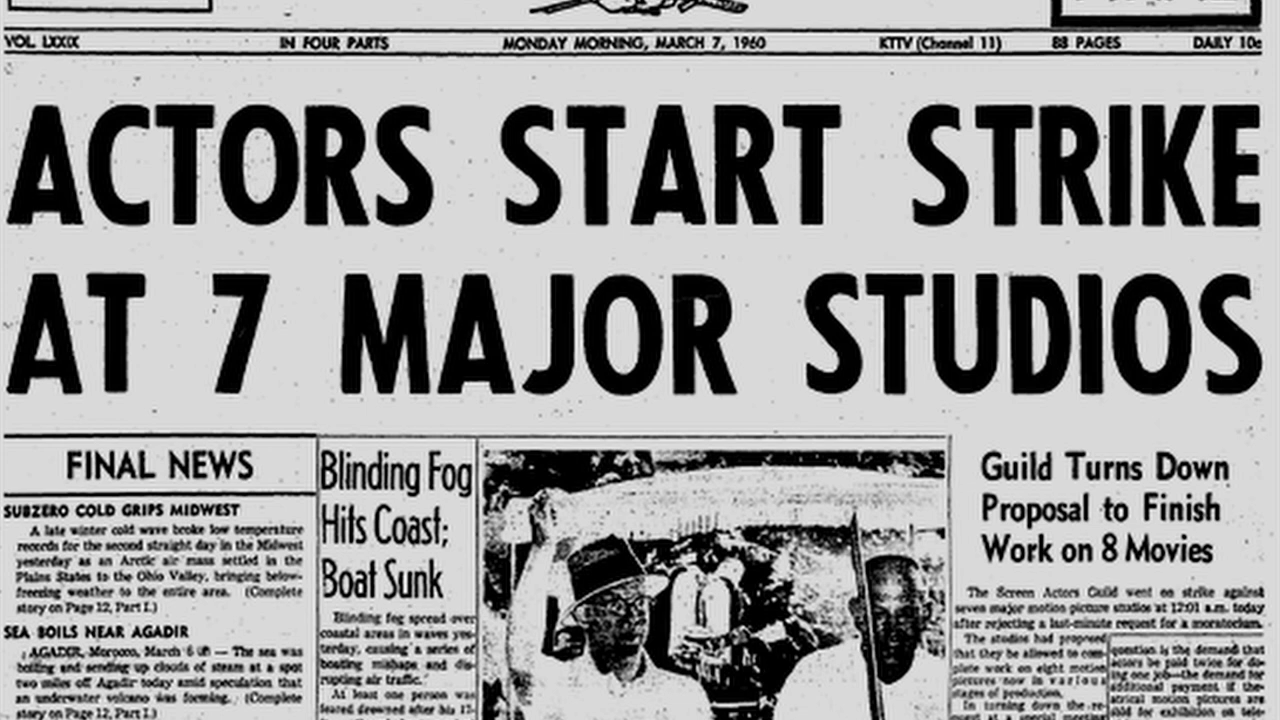 VOL. LXXIX IN FOUR PARTS MONDAY MORNING, MARCH 7, 1960 KTTV (Channel 11) 88 PAGES DAILY 10c
ACTORS START STRIKE
AT 7 MAJOR STUDIOS
FINAL NEWS
SUBZERO COLD GRIPS MIDWEST
A late winter cold wave broke low temperature
records for the second straight day in the Midwest
yesterday as an Arctic air mass settled in the
Plains States to the Ohio Valley, bringing below-
freezing weather to the entire area. (Complete
story on Page 12, Part I.)
SEA BOILS NEAR AGADIR
AGADIR, Morocco, March 6 — The sea was
boiling and sending up clouds of steam at a spot
two miles off Agadir today amid speculation that
an underwater volcano was forming. (Complete
story on Page 12, Part I.)
Blinding Fog
Hits Coast;
Boat Sunk
Blinding fog spread over
coastal areas in waves yes-
terday, causing a series of
boating mishaps and dis-
rupting air traffic.
At least one person was
feared drowned after his 17-
Guild Turns Down
Proposal to Finish
Work on 8 Movies
The Screen Actors Guild went on strike against
seven major motion picture studios at 12:01 a.m. today
after rejecting a last-minute request for a moratorium.
The studios had proposed
that they be allowed to com-
plete work on eight motion
pictures now in various
stages of production.
In turning down the re-
quest at a special meeting
question is the demand that
actors be paid twice for do-
ing one job—the demand for
additional payment if the-
atrical motion pictures are
sold for exhibition on tele-